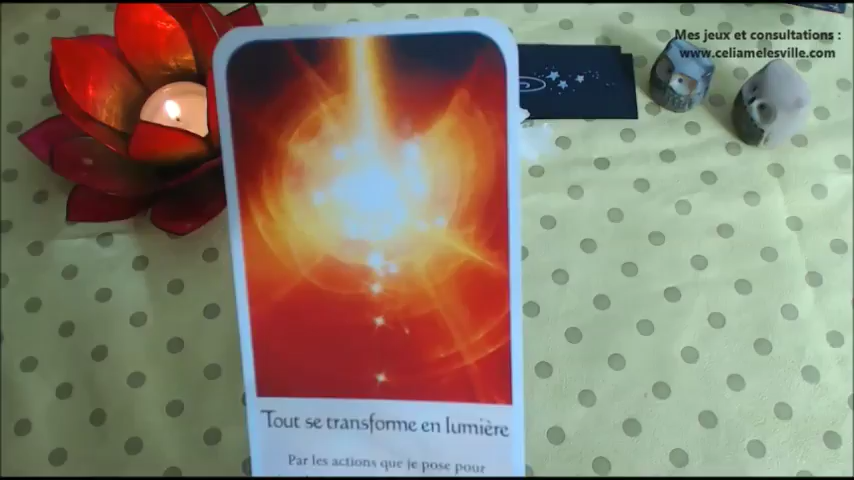 Mes jeux et consultations :
www.celiamelesville.com
Tout se transforme en lumière
Par les actions que je pose pour